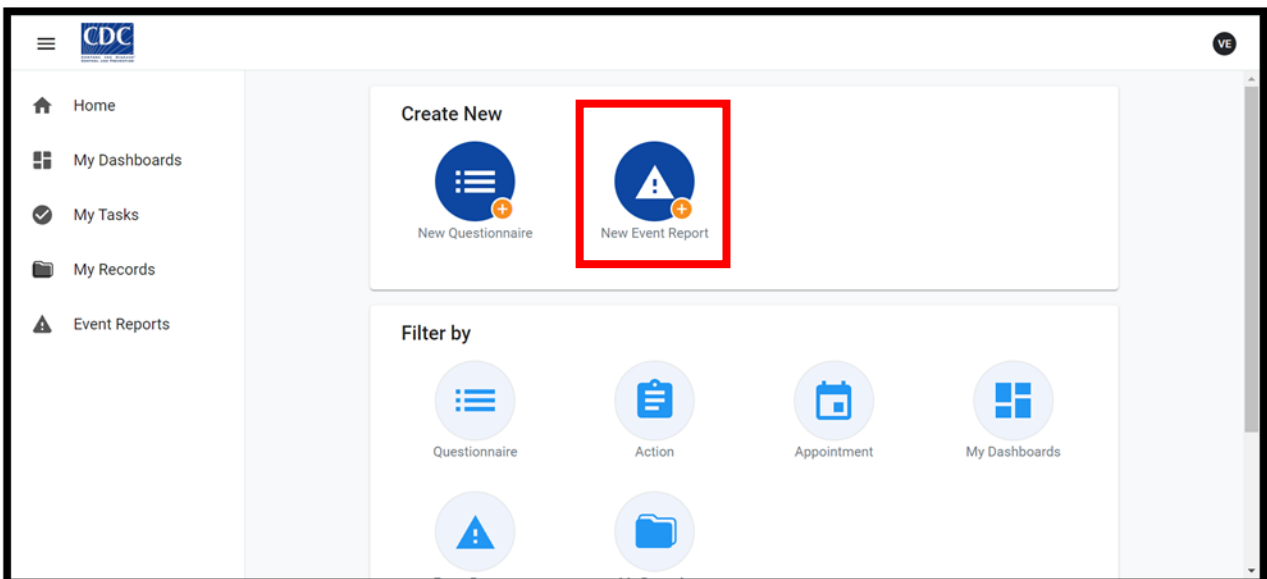 CDC
VE
Home
My Dashboards
My Tasks
My Records
Event Reports
Create New
New Questionnaire
New Event Report
Filter by
Questionnaire
Action
Appointment
My Dashboards